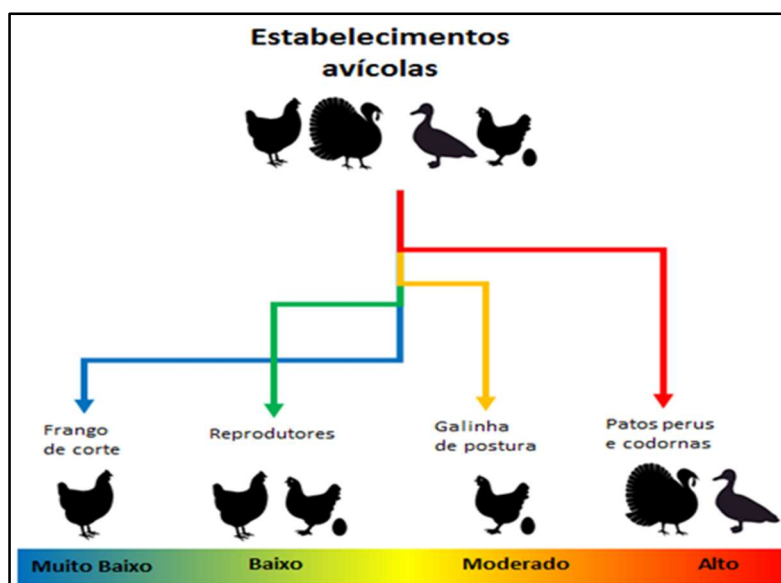 Estabelecimentos
avícolas
Frango
de corte
Reprodutores
Galinha
de postura
Patos perus
e codornas
Muito Baixo
Baixo
Moderado
Alto